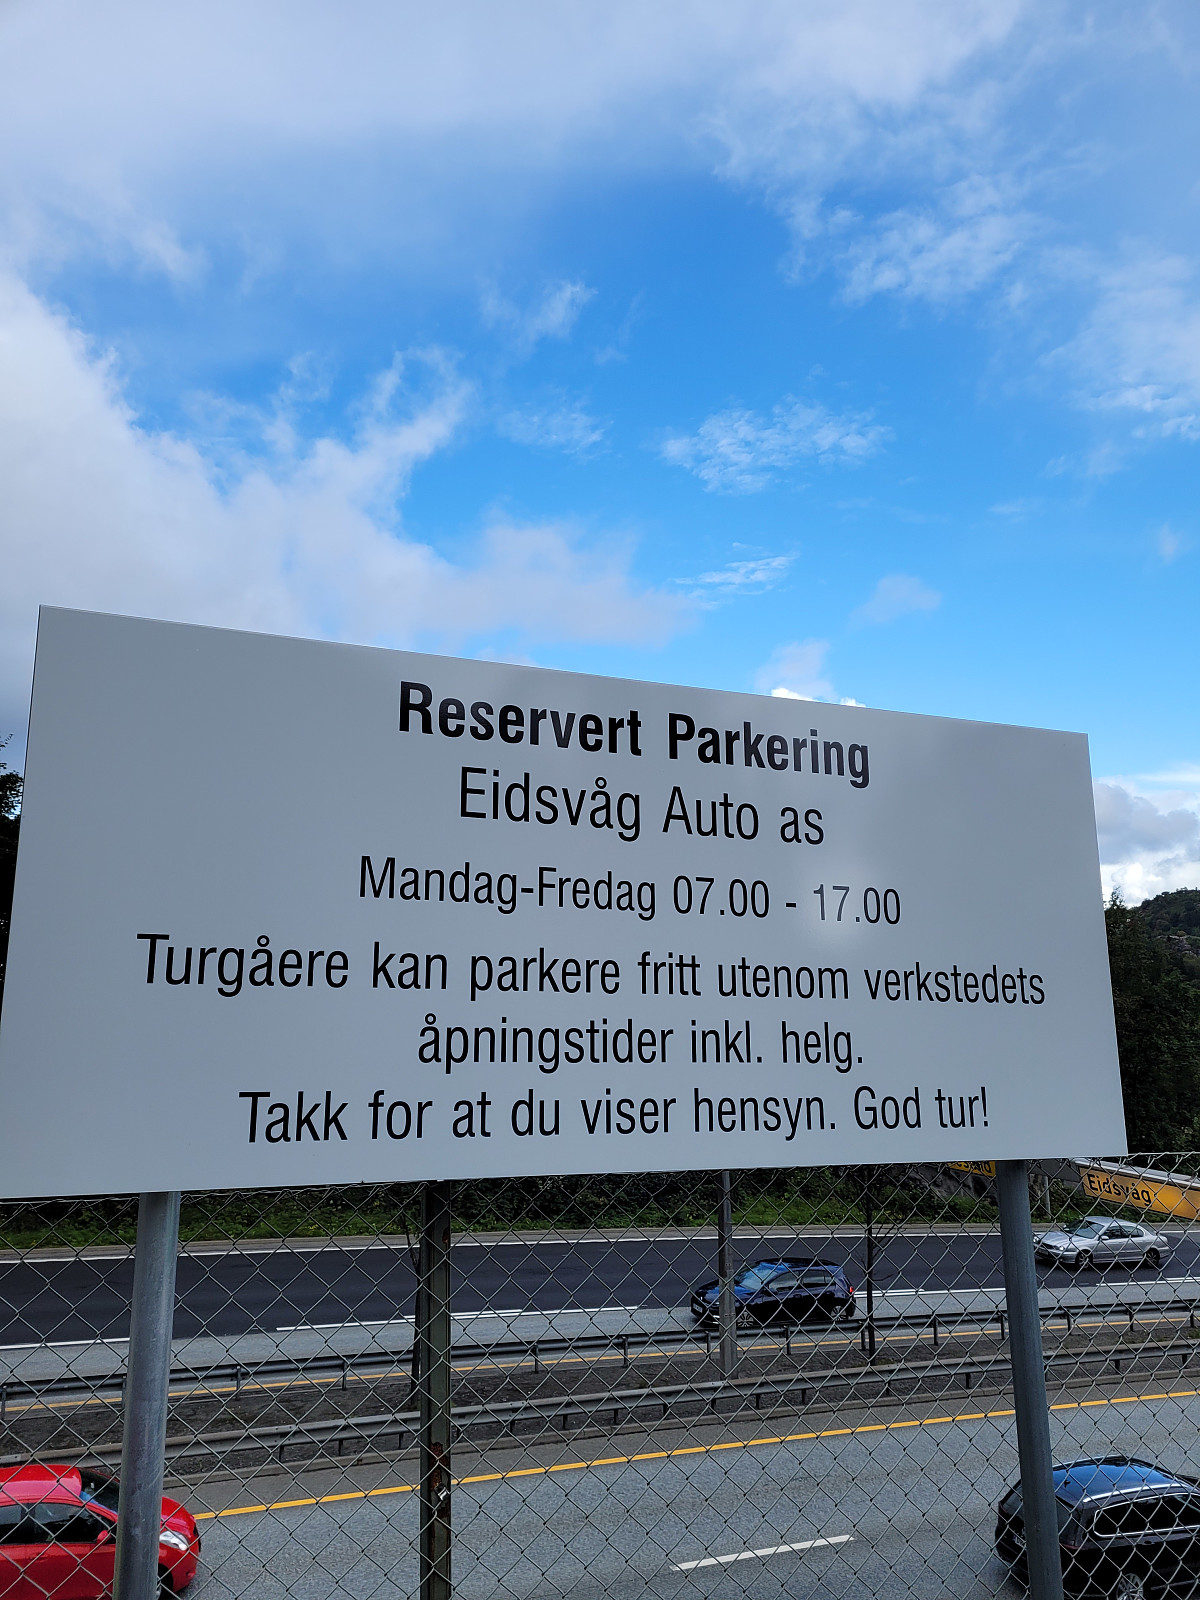 Reservert Parkering
Eidsvåg Auto as
Mandag-Fredag 07.00 - 17.00
Turgåere kan parkere fritt utenom verkstedets
åpningstider inkl. helg.
Takk for at du viser hensyn. God tur!
Eidsvåg